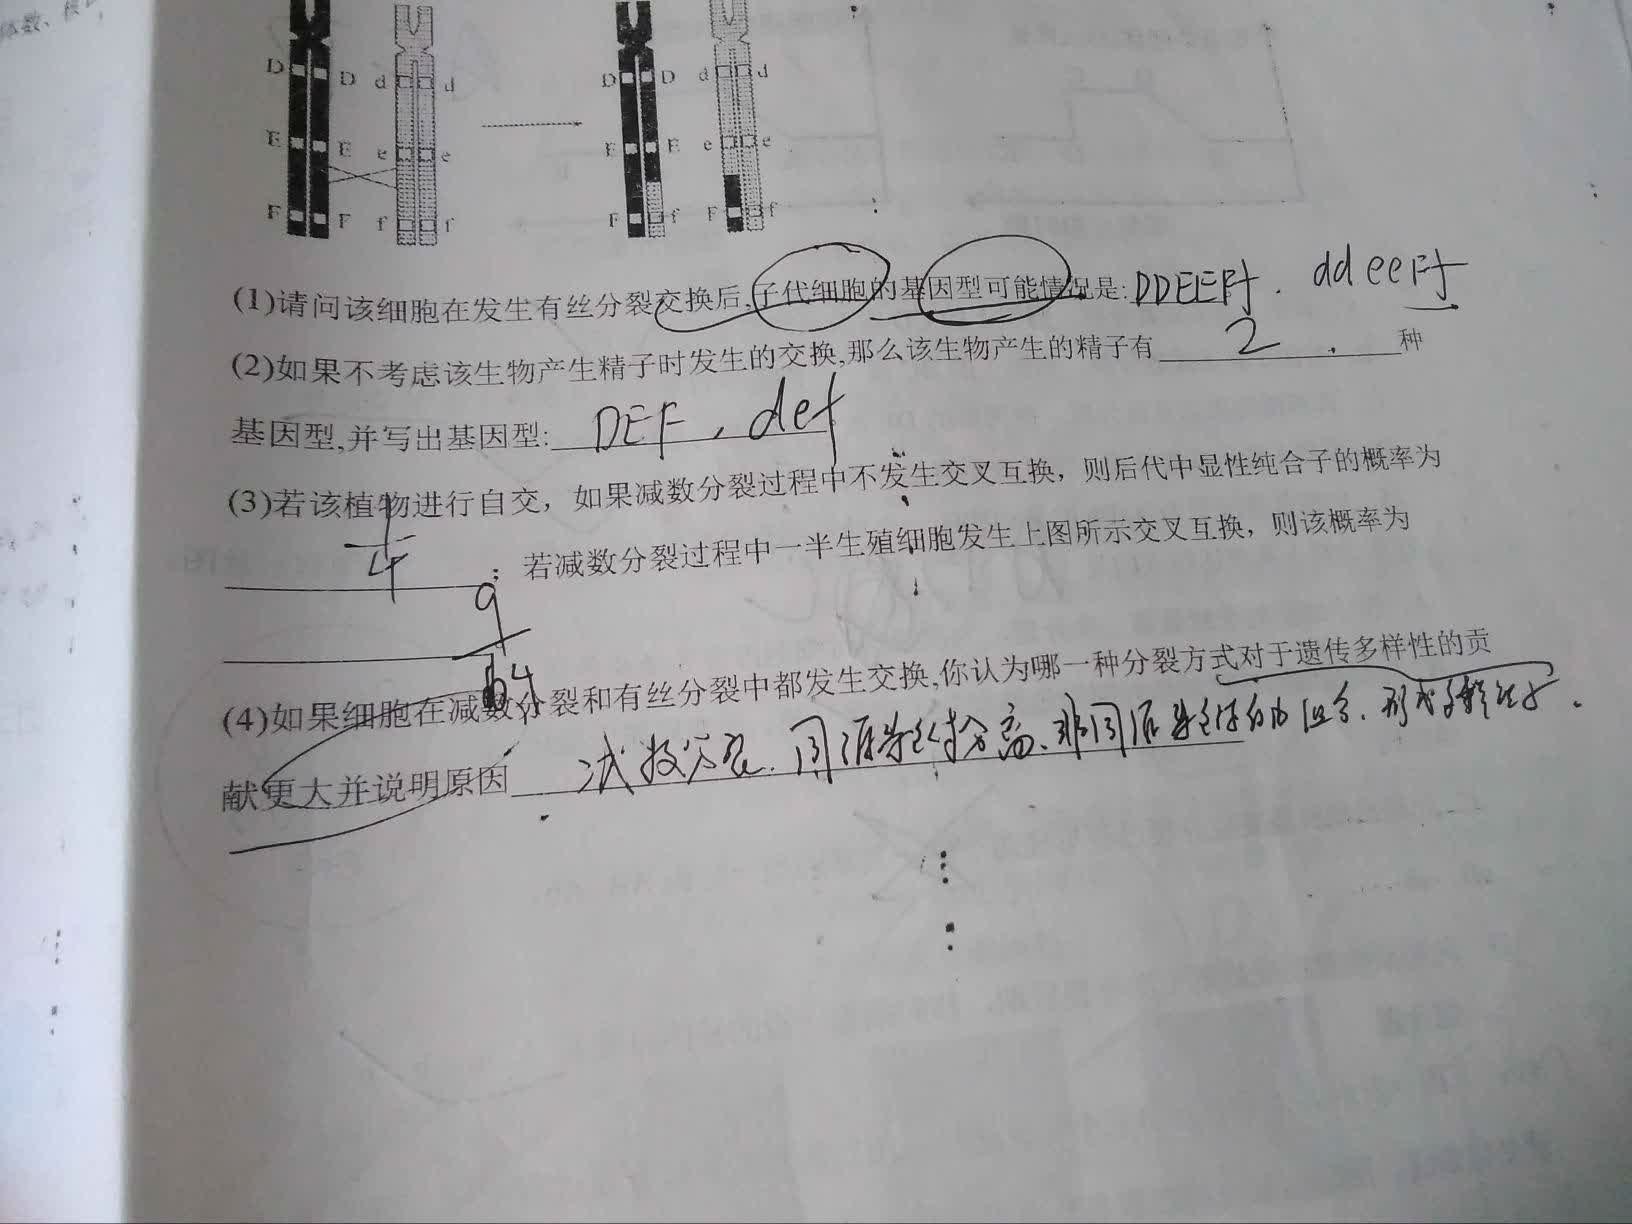 体数、
D D d d D D d d
E E e e E E e e
F F f f F f F f
(1)请问该细胞在发生有丝分裂交换后,子代细胞的基因型可能情况是: DDEEFf . ddeeFf
(2)如果不考虑该生物产生精子时发生的交换,那么该生物产生的精子有 2 种
基因型,并写出基因型: DEF , def
(3)若该植物进行自交，如果减数分裂过程中不发生交叉互换，则后代中显性纯合子的概率为
1/4 ；若减数分裂过程中一半生殖细胞发生上图所示交叉互换，则该概率为
9/64
(4)如果细胞在减数分裂和有丝分裂中都发生交换,你认为哪一种分裂方式对于遗传多样性的贡
献更大并说明原因 减数分裂. 同源染色体分离、非同源染色体自由组合.